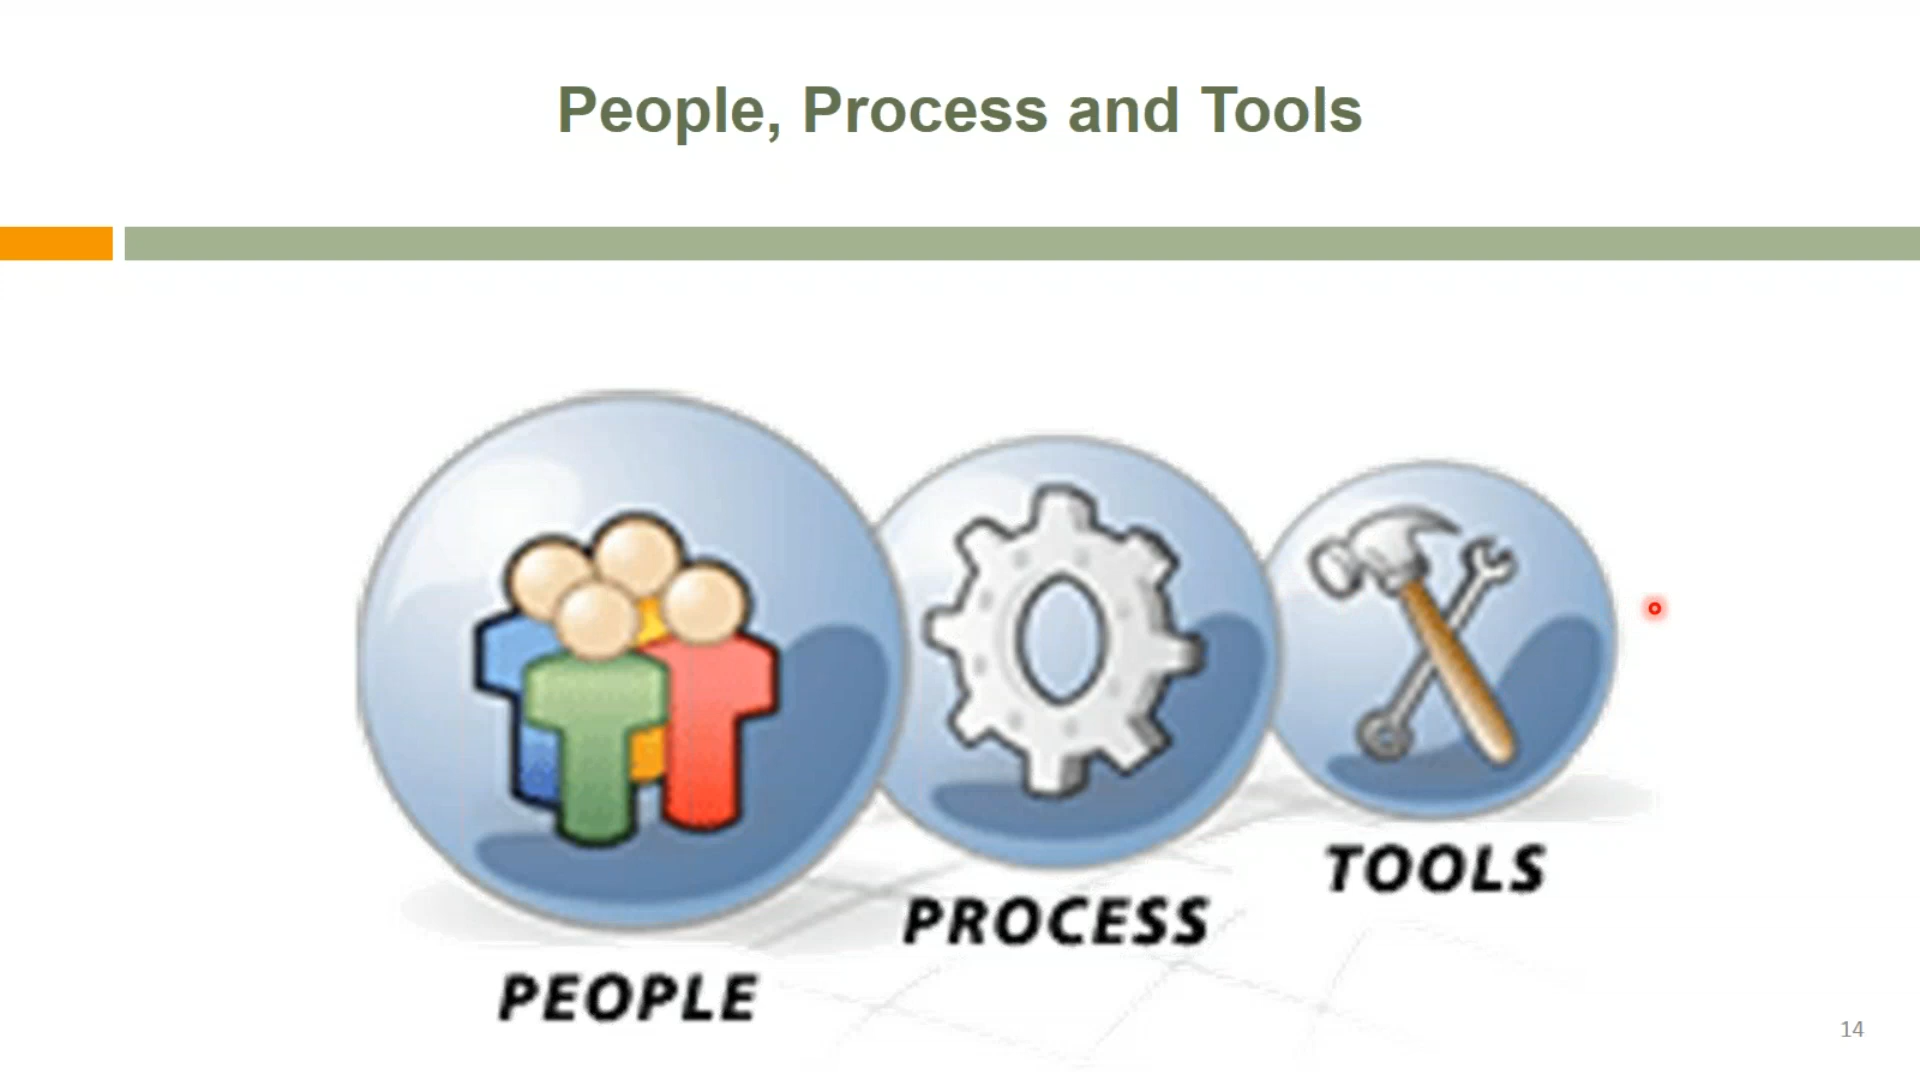 People, Process and Tools
TOOLS
PROCESS
PEOPLE
14